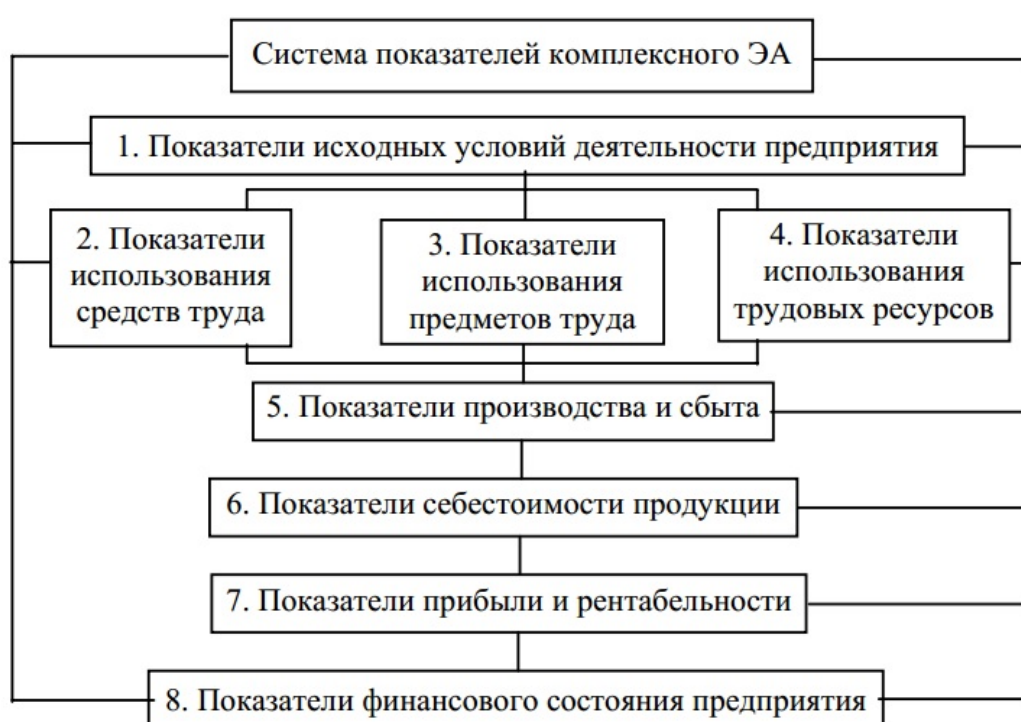 Система показателей комплексного ЭА
1. Показатели исходных условий деятельности предприятия
2. Показатели
использования
средств труда
3. Показатели
использования
предметов труда
4. Показатели
использования
трудовых ресурсов
5. Показатели производства и сбыта
6. Показатели себестоимости продукции
7. Показатели прибыли и рентабельности
8. Показатели финансового состояния предприятия